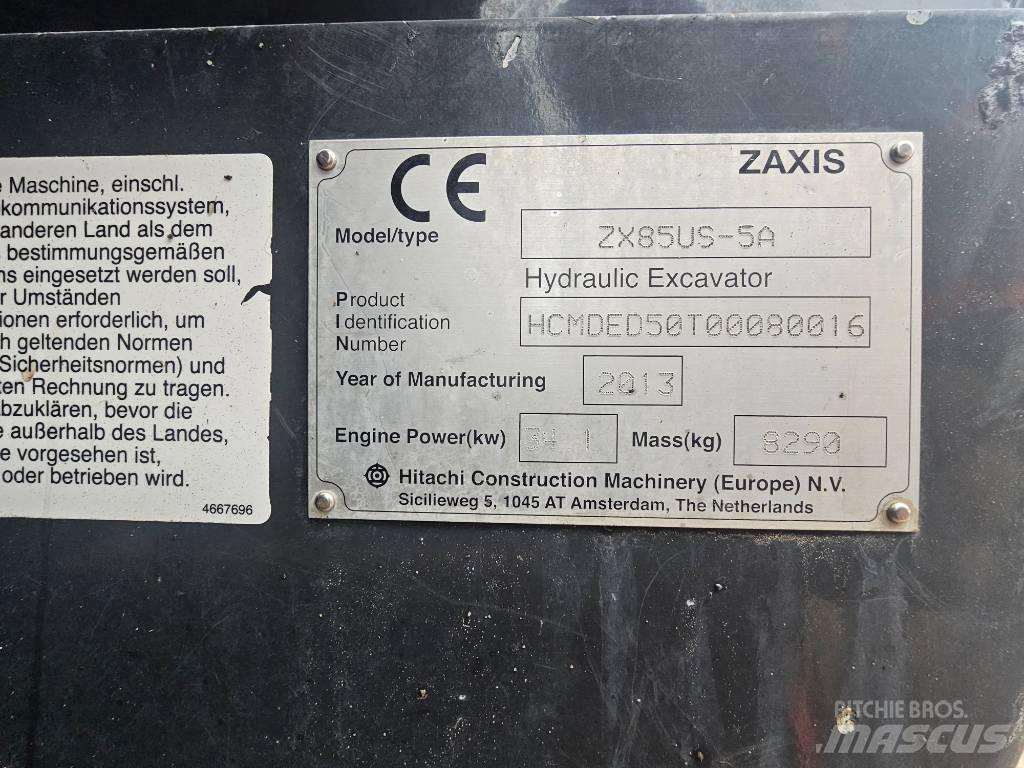 e Maschine, einschl.
kommunikationssystem,
anderen Land als dem
bestimmungsgemäßen
ns eingesetzt werden soll,
r Umständen
ionen erforderlich, um
h geltenden Normen
Sicherheitsnormen) und
ten Rechnung zu tragen.
abzuklären, bevor die
e außerhalb des Landes,
e vorgesehen ist,
oder betrieben wird.
4667696
CE ZAXIS
Model/type ZX85US-5A
Hydraulic Excavator
Product
Identification
Number
HCMDED50T00080016
Year of Manufacturing 2013
Engine Power(kw) Mass(kg) 8290
Hitachi Construction Machinery (Europe) N.V.
Sicilieweg 5, 1045 AT Amsterdam, The Netherlands
RITCHIE BROS.
MASCUS